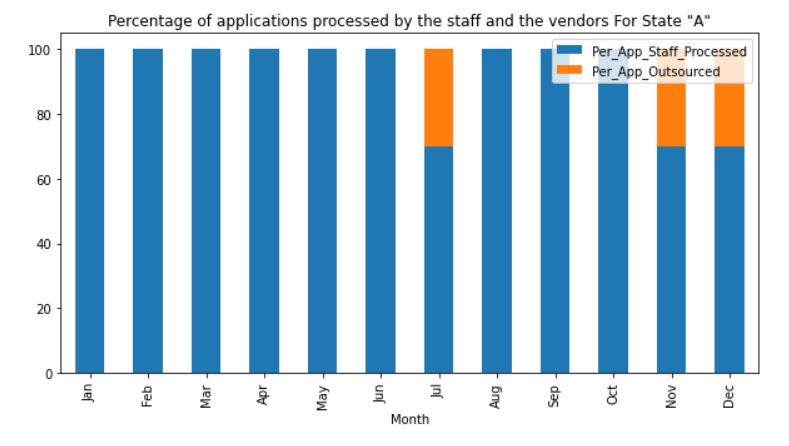 Percentage of applications processed by the staff and the vendors For State "A"
Per_App_Staff_Processed
Per_App_Outsourced
100
80
60
40
20
0
Jan Feb Mar Apr May Jun Jul Aug Sep Oct Nov Dec
Month